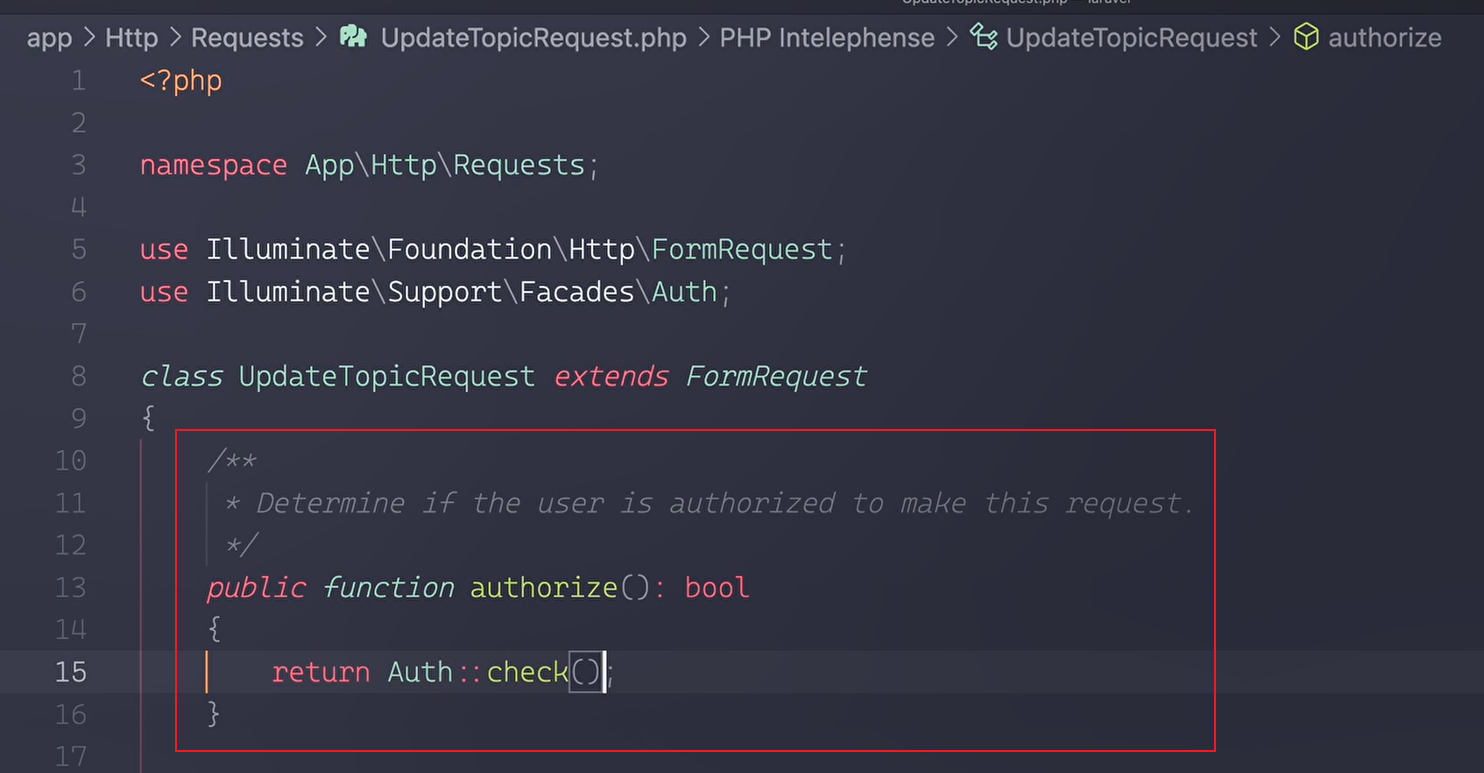 UpdateTopicRequest.php — laravel
app > Http > Requests > UpdateTopicRequest.php > PHP Intelephense > UpdateTopicRequest > authorize
1 <?php
2
3 namespace App\Http\Requests;
4
5 use Illuminate\Foundation\Http\FormRequest;
6 use Illuminate\Support\Facades\Auth;
7
8 class UpdateTopicRequest extends FormRequest
9 {
10 /**
11 * Determine if the user is authorized to make this request.
12 */
13 public function authorize(): bool
14 {
15 return Auth::check();
16 }
17